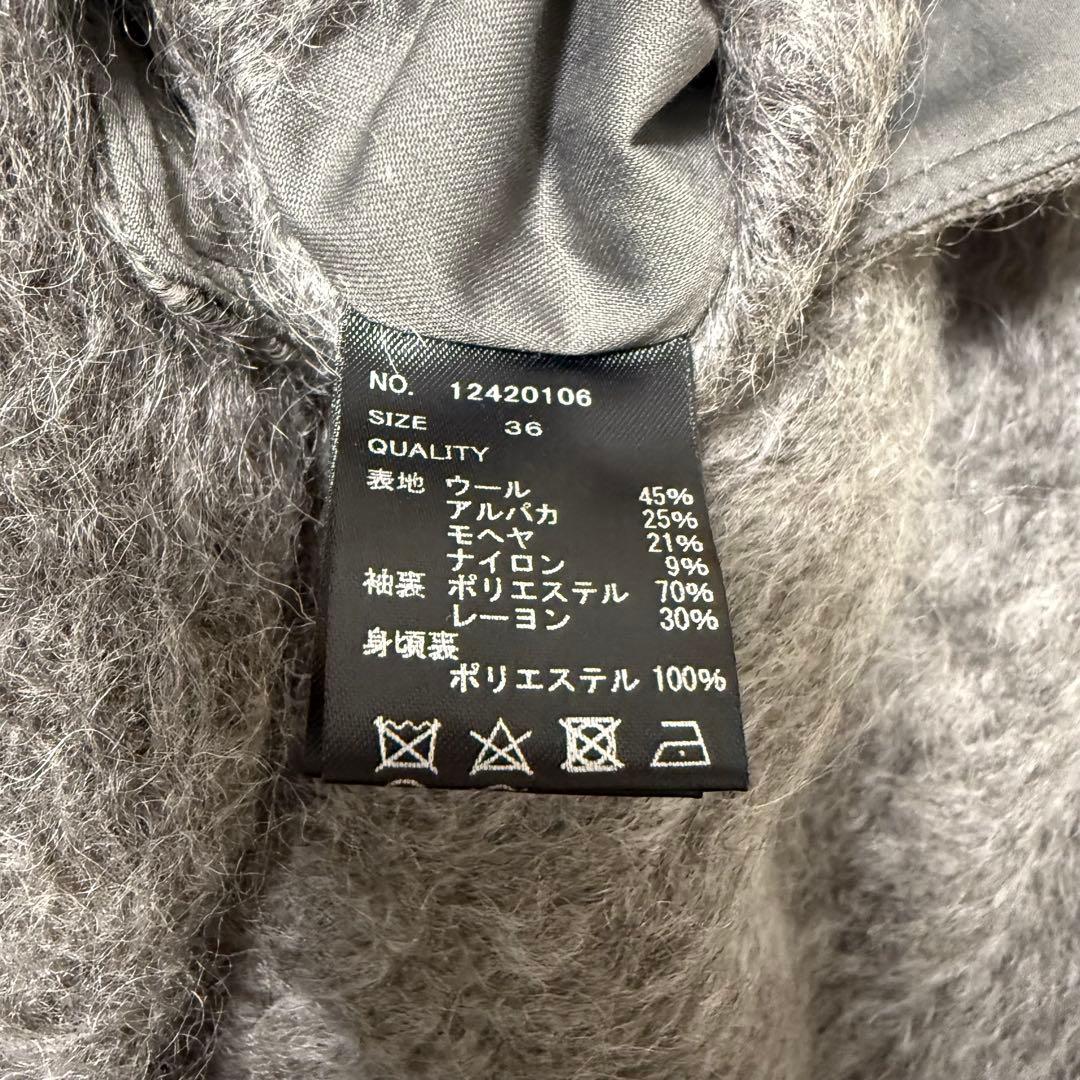 NO. 12420106
SIZE 36
QUALITY
表地 ウール 45%
アルパカ 25%
モヘヤ 21%
ナイロン 9%
袖裏 ポリエステル 70%
レーヨン 30%
身頃裏
ポリエステル 100%